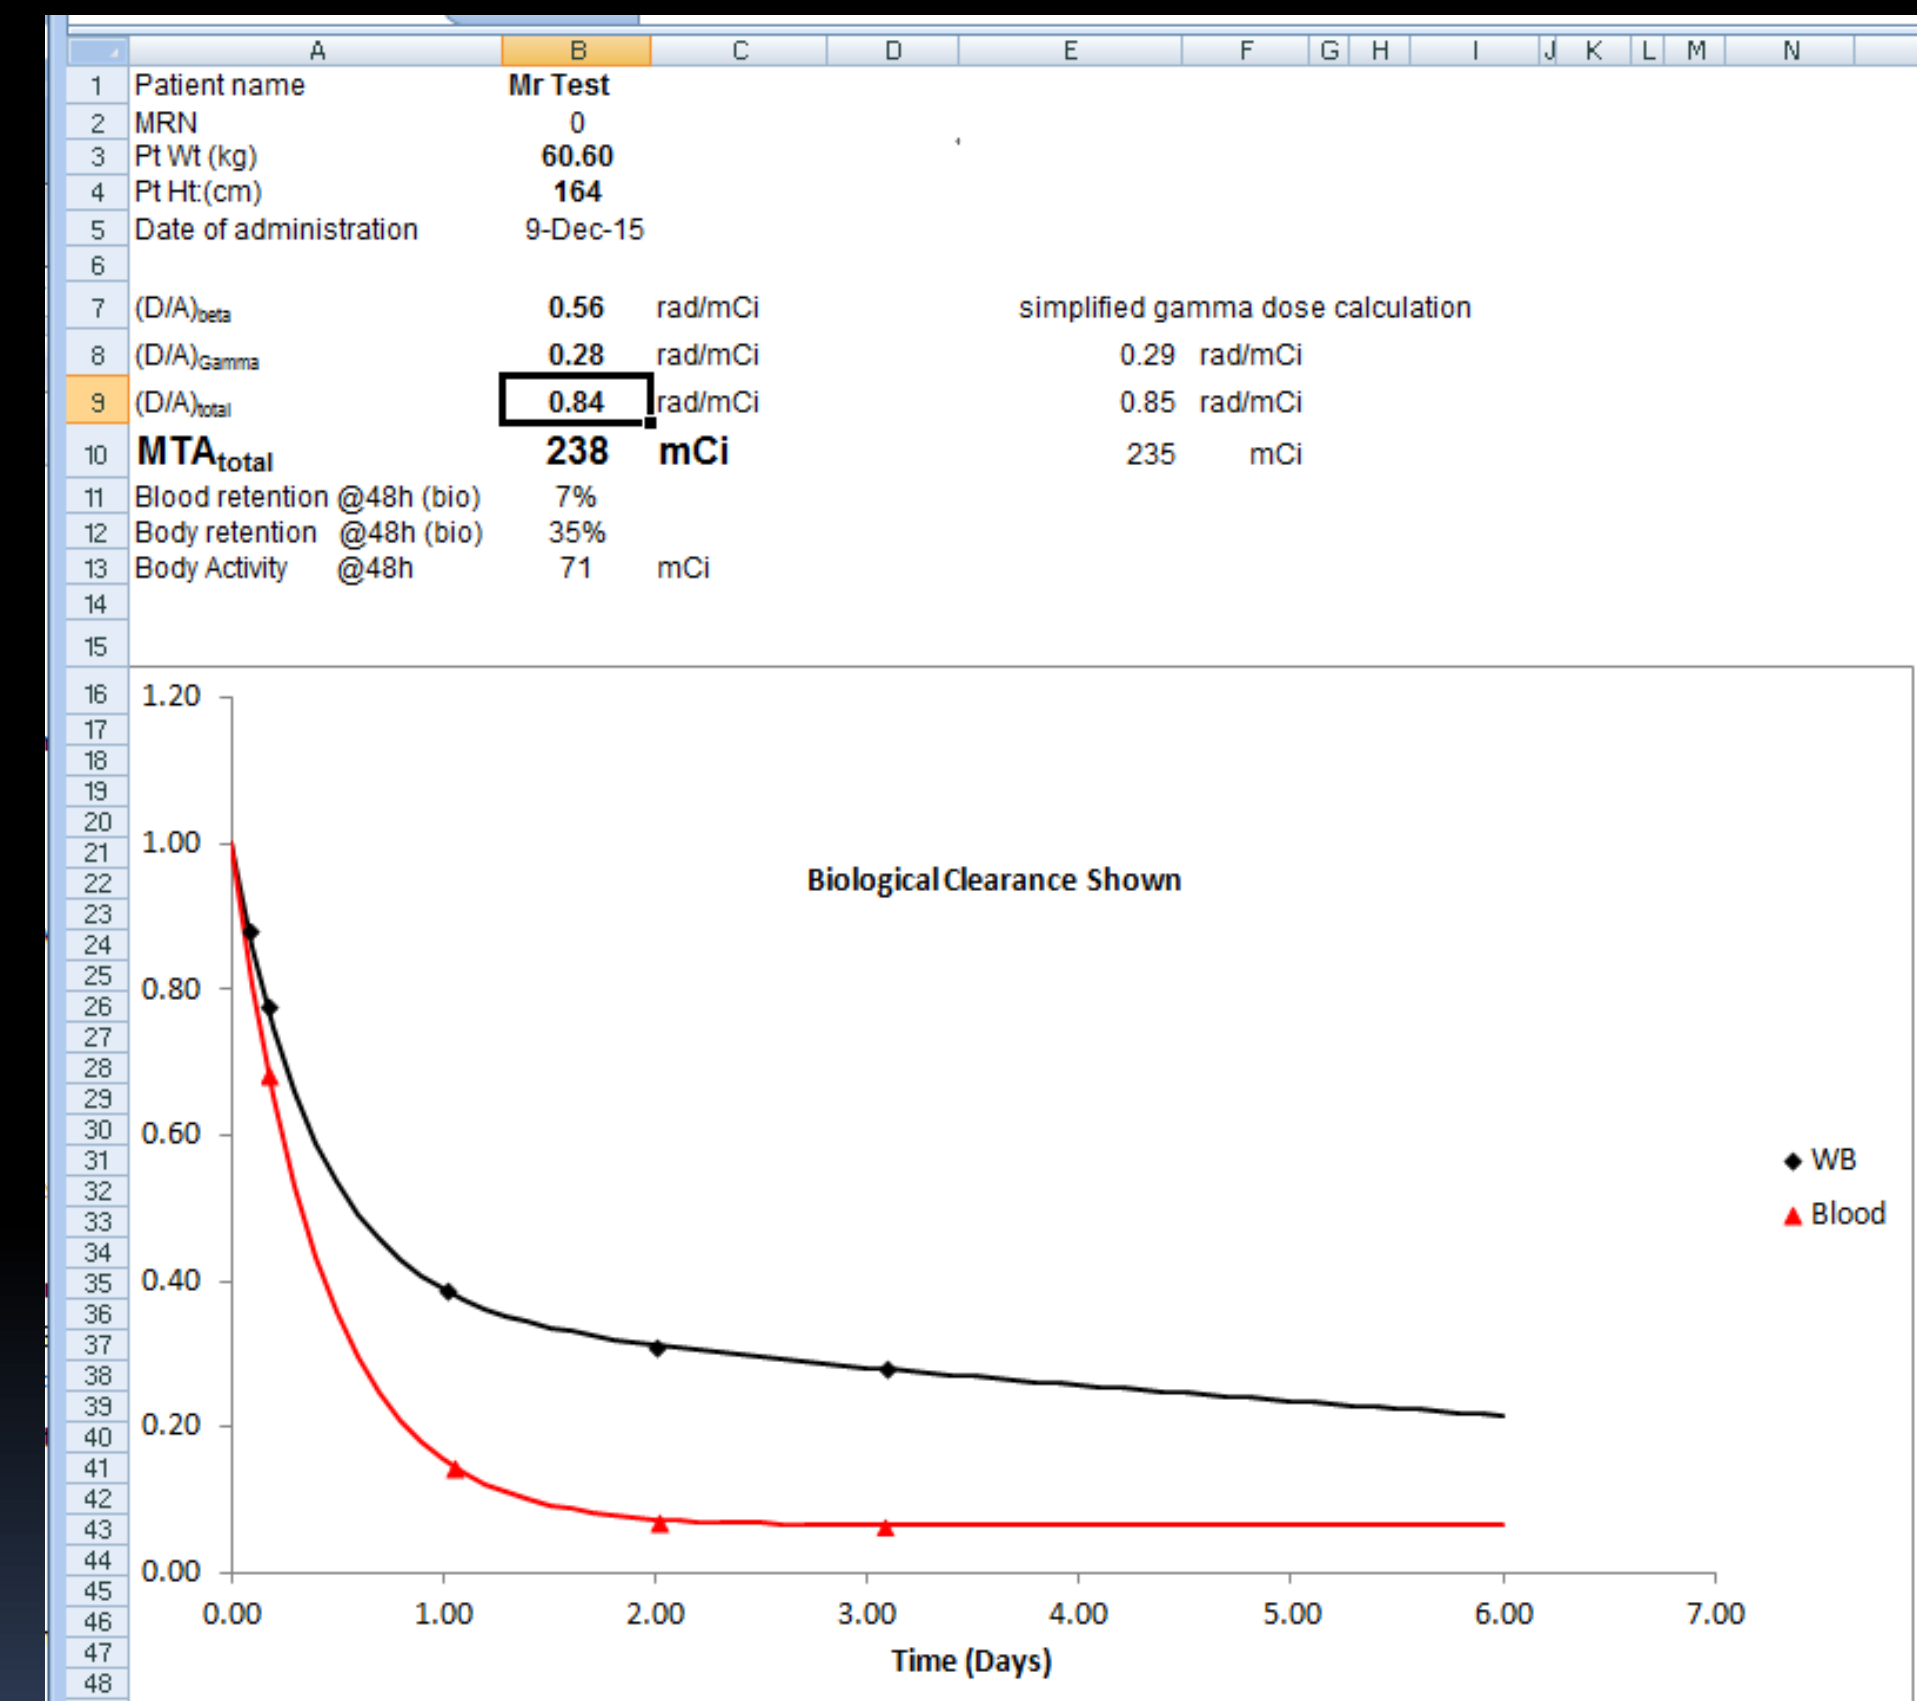 A B C D E F G H I J K L M N
1 Patient name Mr Test
2 MRN 0
3 Pt Wt (kg) 60.60
4 Pt Ht:(cm) 164
5 Date of administration 9-Dec-15
6
7 (D/A)beta 0.56 rad/mCi simplified gamma dose calculation
8 (D/A)Gamma 0.28 rad/mCi 0.29 rad/mCi
9 (D/A)total 0.84 rad/mCi 0.85 rad/mCi
10 MTAtotal 238 mCi 235 mCi
11 Blood retention @48h (bio) 7%
12 Body retention @48h (bio) 35%
13 Body Activity @48h 71 mCi
14
15
16 1.20
17
18
19
20
21 1.00
22 Biological Clearance Shown
23
24
25
26 0.80
27
28
29
30 0.60
31 WB
32
33 Blood
34
35 0.40
36
37
38
39
40 0.20
41
42
43
44 0.00
45
46 0.00 1.00 2.00 3.00 4.00 5.00 6.00 7.00
47 Time (Days)
48